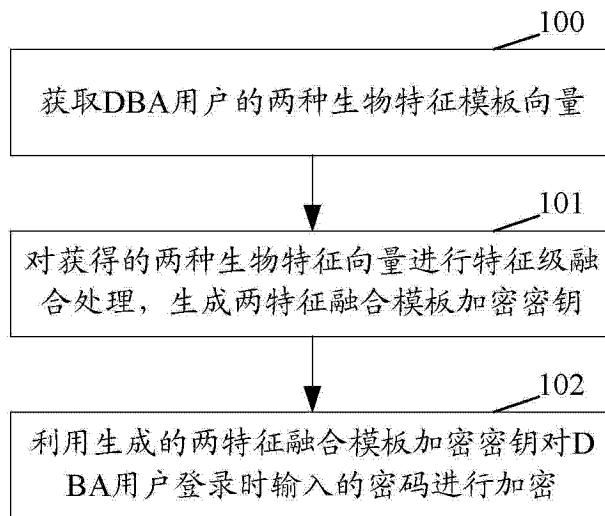 100
获取DBA用户的两种生物特征模板向量
101
对获得的两种生物特征向量进行特征级融
合处理，生成两特征融合模板加密密钥
102
利用生成的两特征融合模板加密密钥对D
BA用户登录时输入的密码进行加密